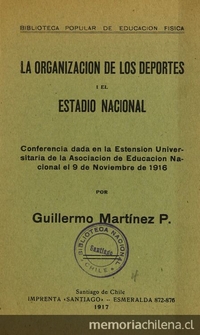 BIBLIOTECA POPULAR DE EDUCACION FISICA
LA ORGANIZACION DE LOS DEPORTES
I EL
ESTADIO NACIONAL
Conferencia dada en la Estension Univer-
sitaria de la Asociacion de Educacion Na-
cional el 9 de Noviembre de 1916
POR
Guillermo Martínez P.
BIBLIOTECA NACIONAL
Santiago
CHILE
Santiago de Chile
IMPRENTA «SANTIAGO» — ESMERALDA 872-876
1917
memoriachilena.cl